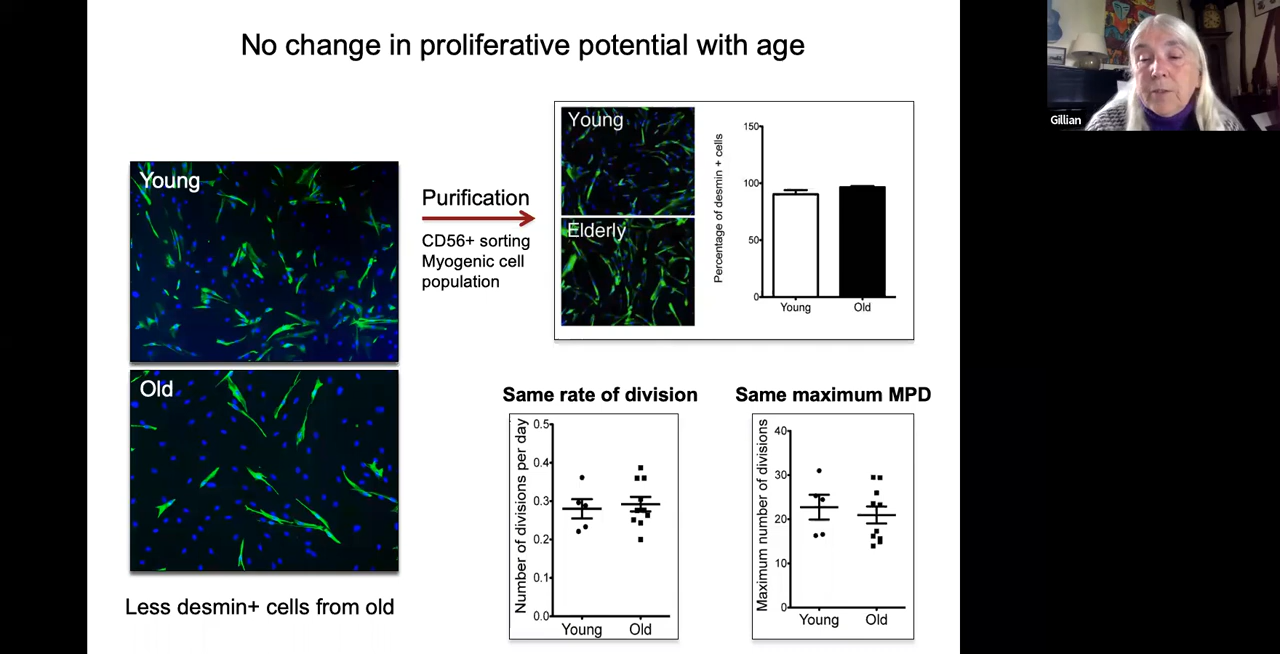 No change in proliferative potential with age
Gillian
Young
Old
Less desmin+ cells from old
Purification
CD56+ sorting
Myogenic cell
population
Young
Elderly
Percentage of desmin + cells
150
100
50
0
Young
Old
Same rate of division
Number of divisions per day
0.5
0.4
0.3
0.2
0.1
0.0
Young
Old
Same maximum MPD
Maximum number of divisions
40
30
20
10
0
Young
Old